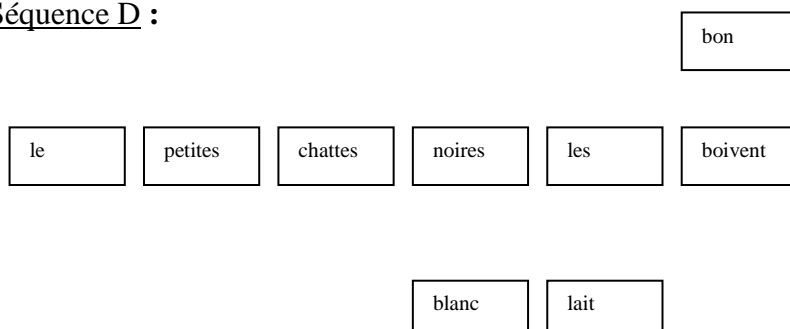 Séquence D :
bon
le petites chattes noires les boivent
blanc lait